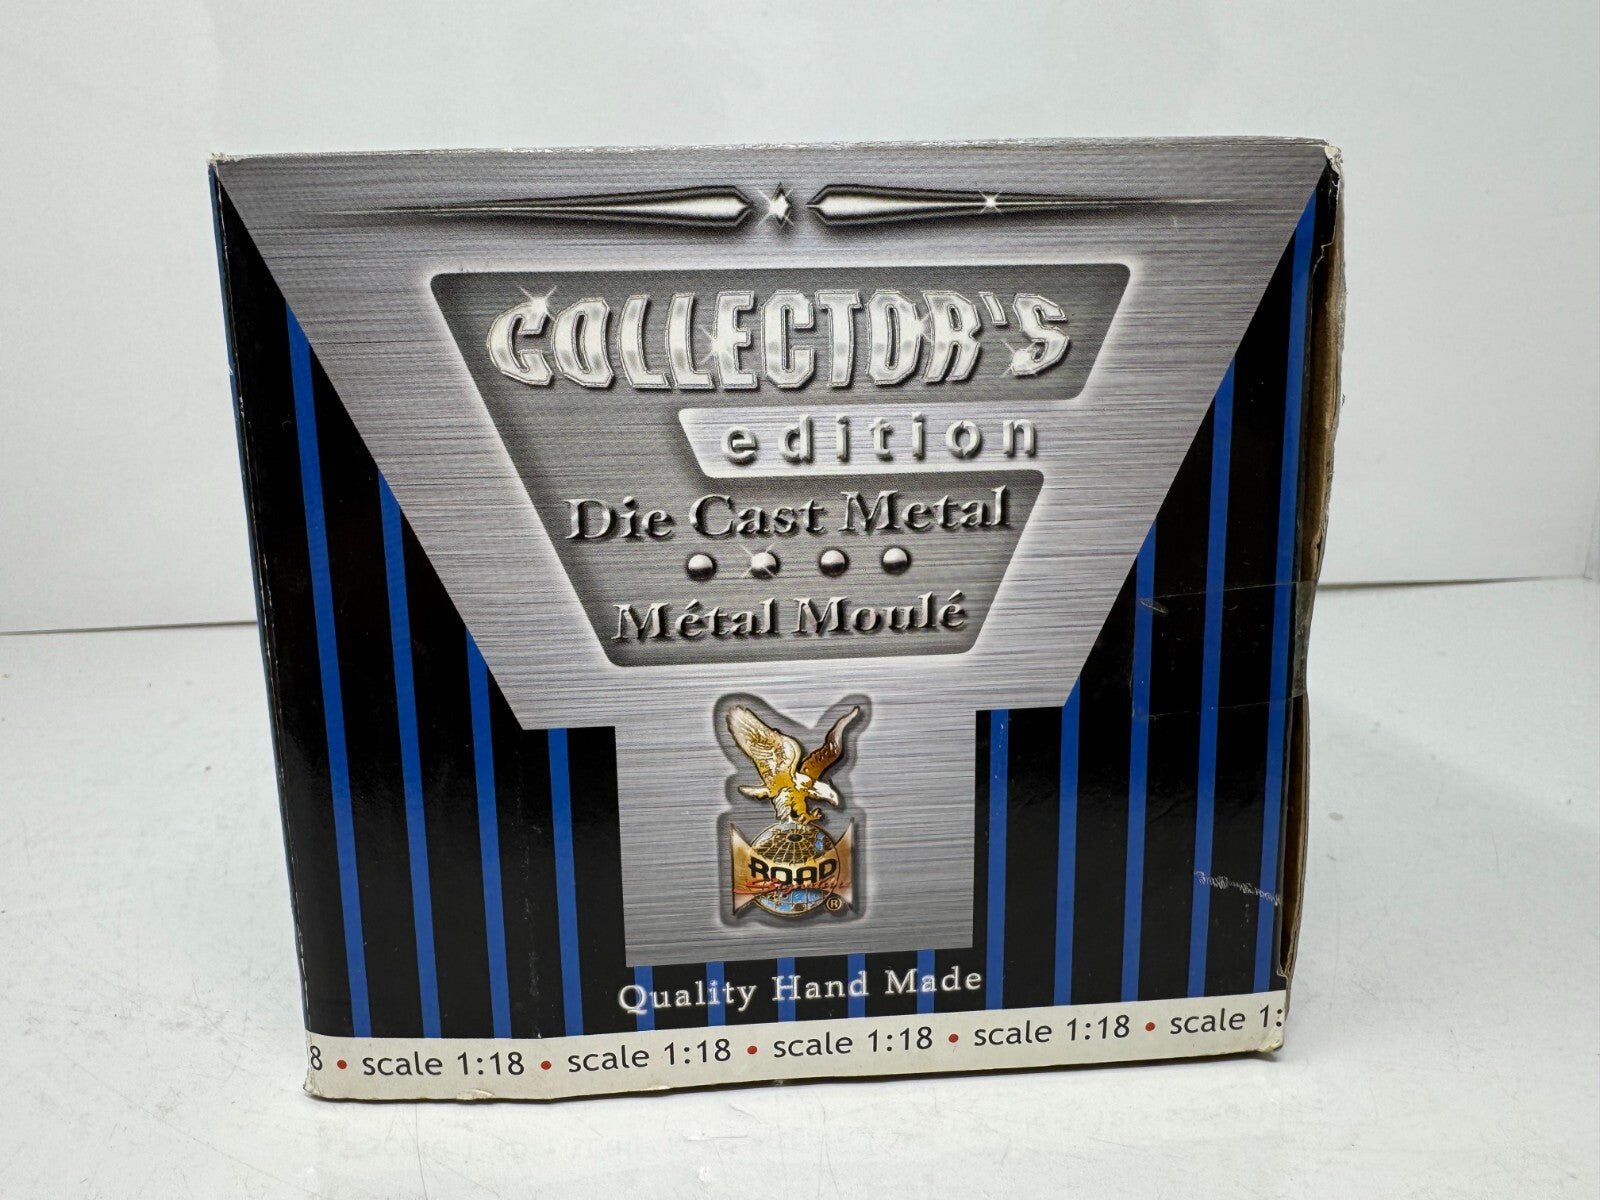 COLLECTOR'S
edition
Die Cast Metal
Métal Moulé
ROAD
Signature
®
Quality Hand Made
8 • scale 1:18 • scale 1:18 • scale 1:18 • scale 1:18 • scale 1: